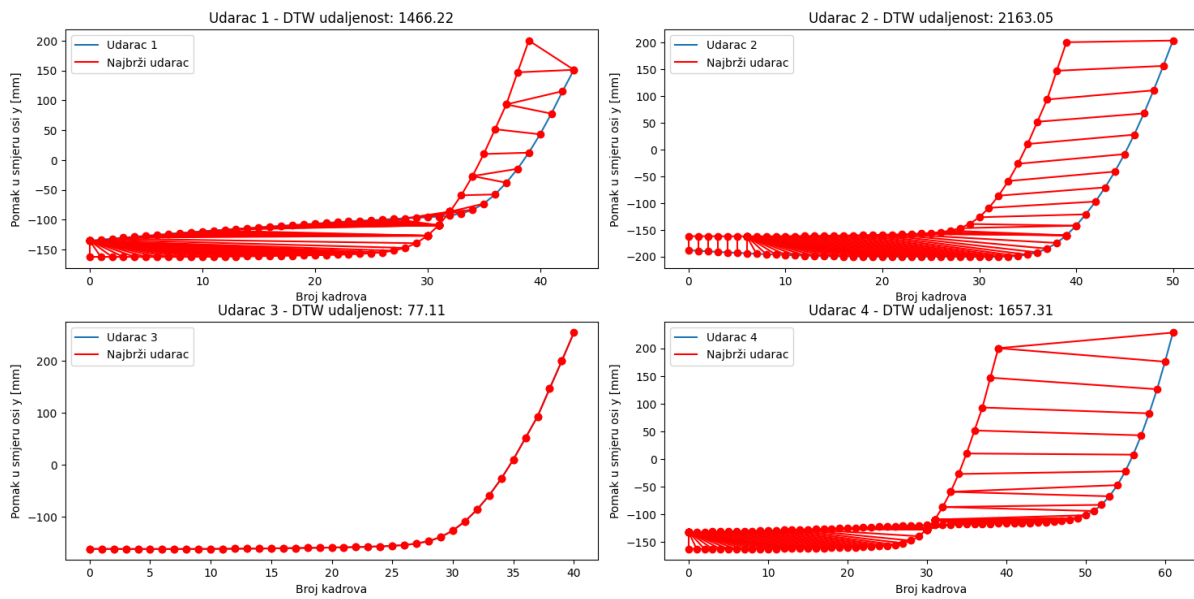 Udarac 1 - DTW udaljenost: 1466.22
Udarac 1
Najbrži udarac
Pomak u smjeru osi y [mm]
200
150
100
50
0
−50
−100
−150
0 10 20 30 40
Broj kadrova
Udarac 2 - DTW udaljenost: 2163.05
Udarac 2
Najbrži udarac
Pomak u smjeru osi y [mm]
200
150
100
50
0
−50
−100
−150
−200
0 10 20 30 40 50
Broj kadrova
Udarac 3 - DTW udaljenost: 77.11
Udarac 3
Najbrži udarac
Pomak u smjeru osi y [mm]
200
100
0
−100
0 5 10 15 20 25 30 35 40
Broj kadrova
Udarac 4 - DTW udaljenost: 1657.31
Udarac 4
Najbrži udarac
Pomak u smjeru osi y [mm]
200
150
100
50
0
−50
−100
−150
0 10 20 30 40 50 60
Broj kadrova